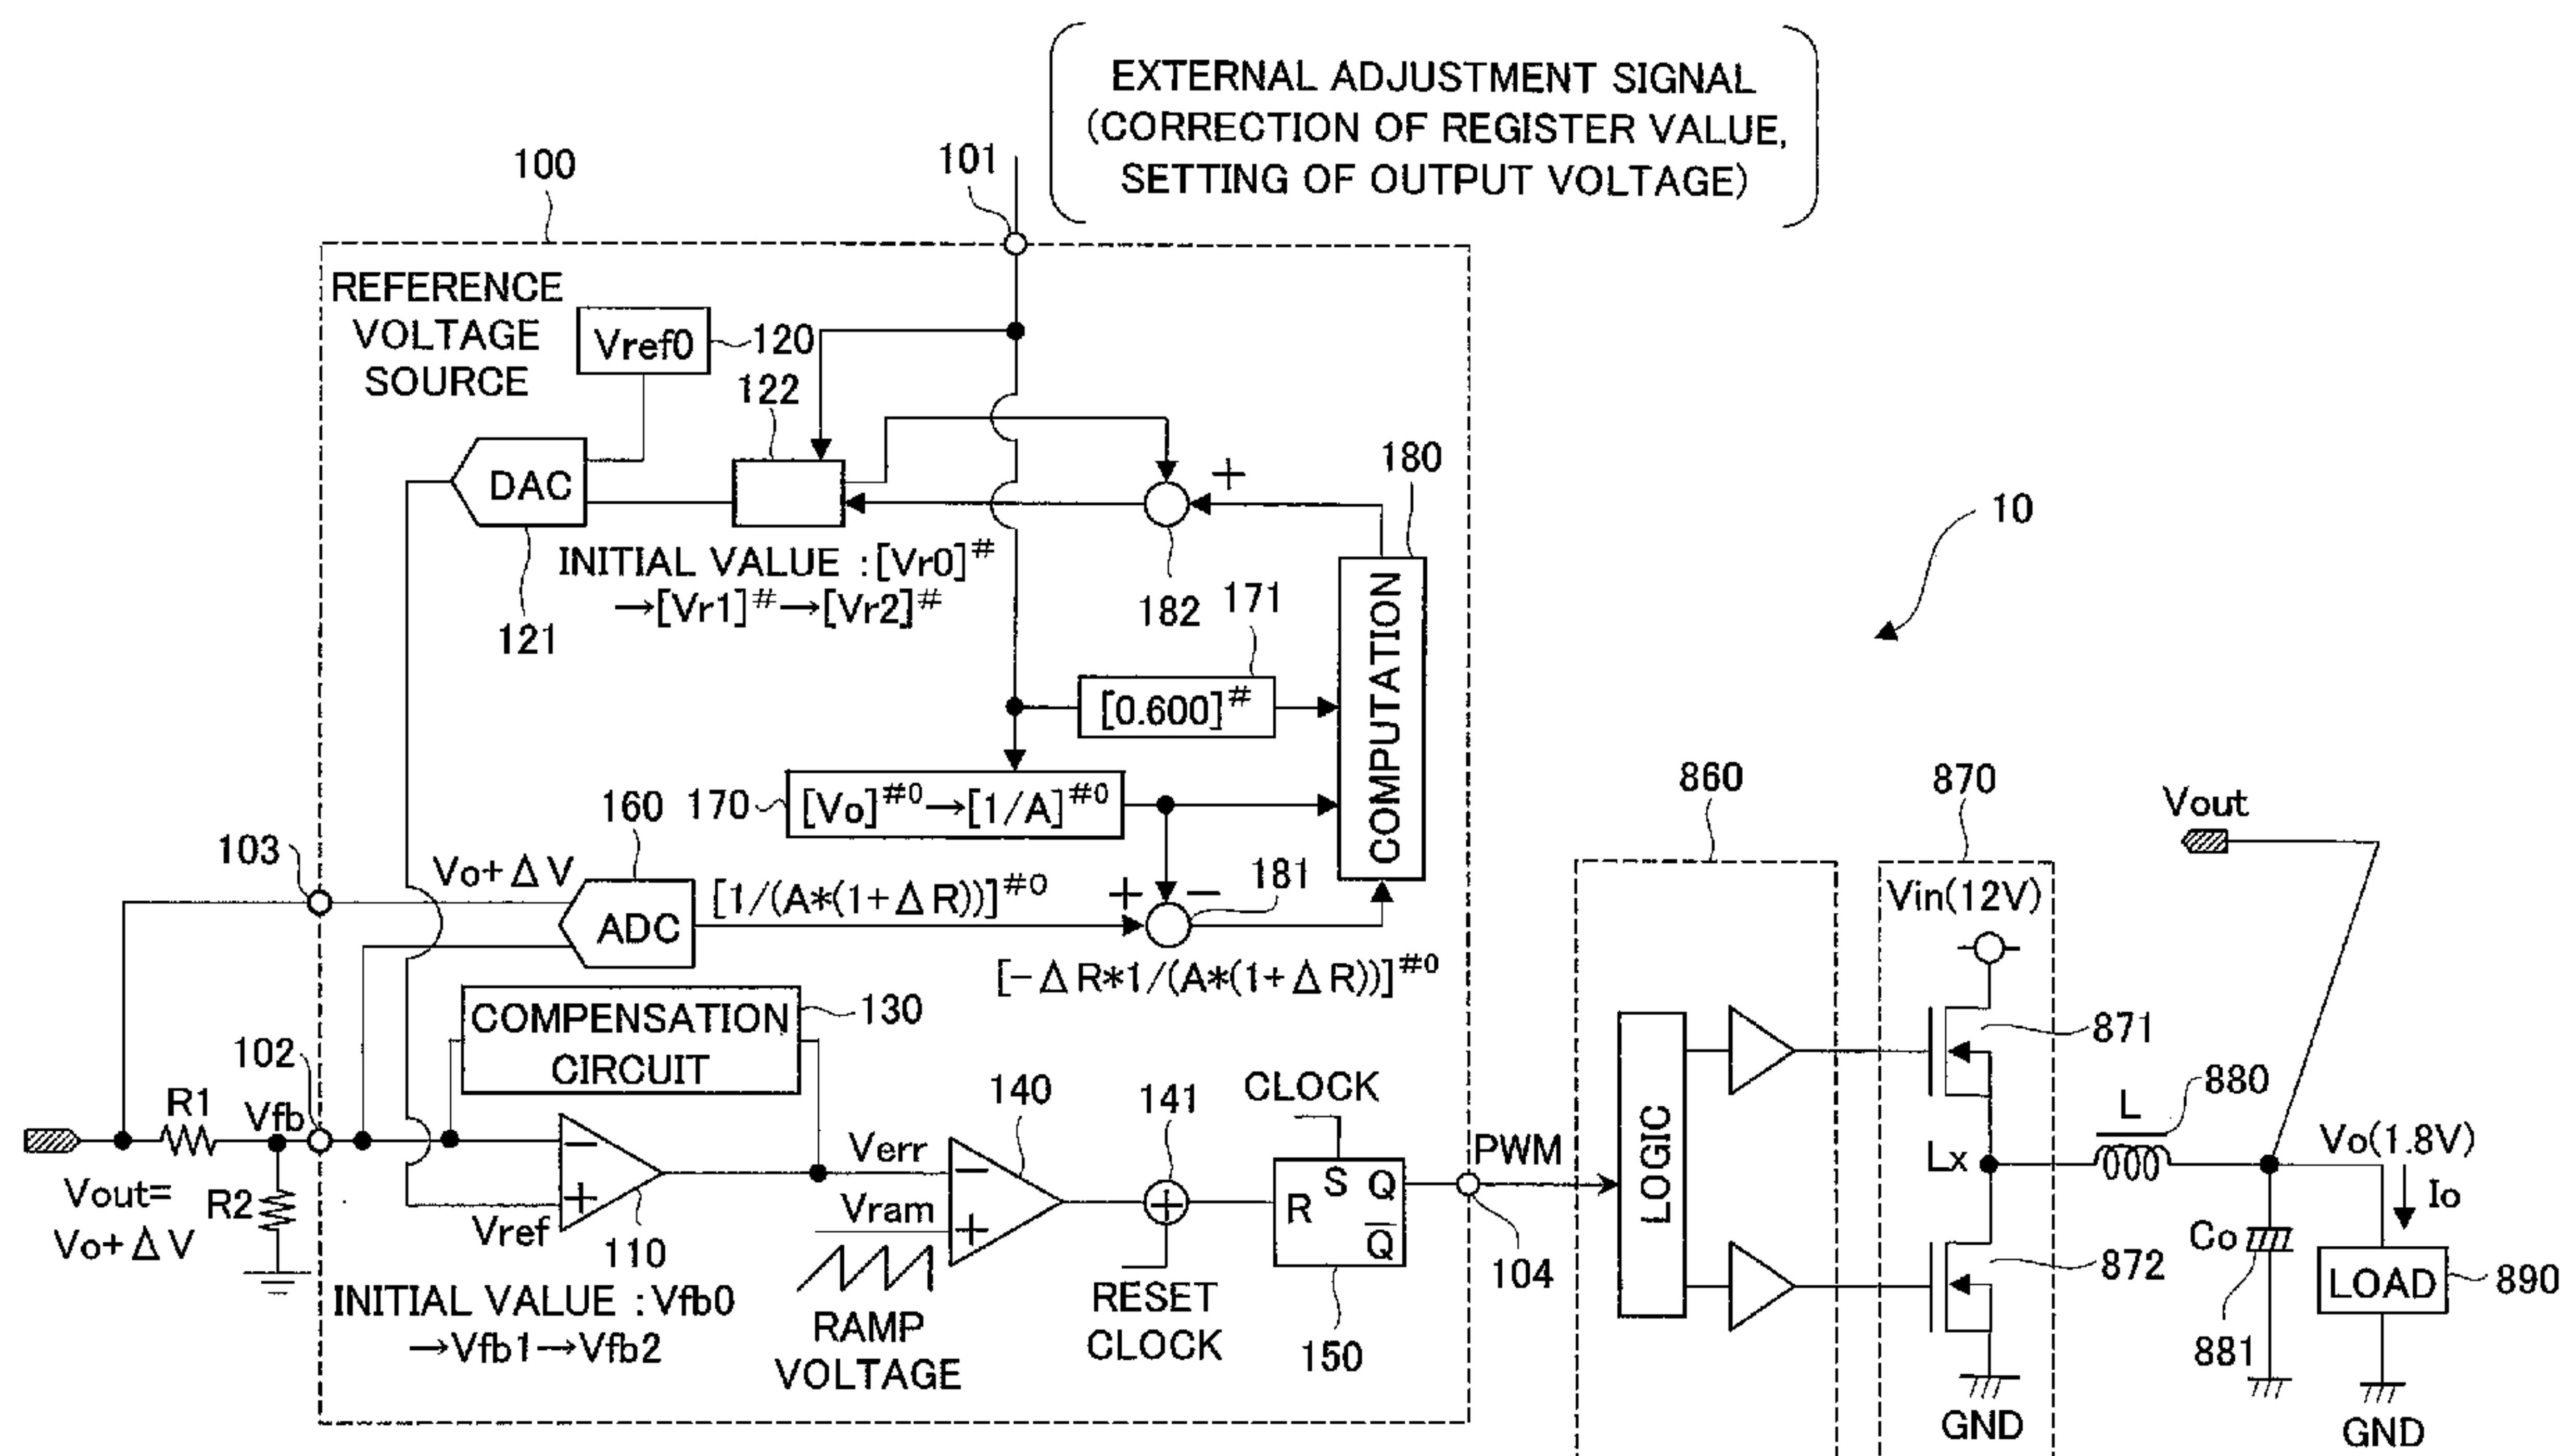 EXTERNAL ADJUSTMENT SIGNAL
(CORRECTION OF REGISTER VALUE,
SETTING OF OUTPUT VOLTAGE)
100
101
REFERENCE
VOLTAGE
SOURCE
Vref0
120
122
DAC
121
INITIAL VALUE :[Vr0]#
→[Vr1]#→[Vr2]#
+
182
180
COMPUTATION
171
[0.600]#
170
[Vo]#0→[1/A]#0
10
103
Vo+ΔV
160
ADC
[1/(A*(1+ΔR))]#0
+
−
181
[-ΔR*1/(A*(1+ΔR))]#0
COMPENSATION
CIRCUIT
130
102
R1
Vfb
R2
Vout=
Vo+ΔV
−
+
Vref
110
INITIAL VALUE :Vfb0
→Vfb1→Vfb2
Verr
Vram
−
+
140
RAMP
VOLTAGE
141
+
RESET
CLOCK
CLOCK
S
R
Q
Q̅
150
PWM
104
860
LOGIC
870
Vin(12V)
871
872
Lx
GND
L
880
Vout
Vo(1.8V)
Io
Co
881
LOAD
890
GND